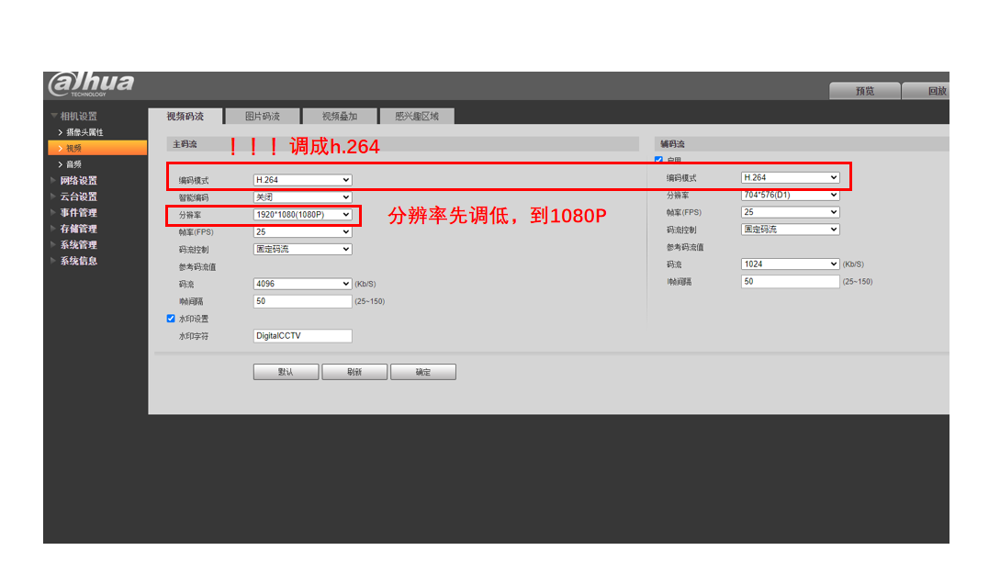 alhua
TECHNOLOGY
预览
回放
相机设置
摄像头属性
视频
音频
网络设置
云台设置
事件管理
存储管理
系统管理
系统信息
视频码流
图片码流
视频叠加
感兴趣区域
主码流
！！！调成h.264
编码模式
H.264
智能编码
关闭
分辨率
1920*1080(1080P)
分辨率先调低，到1080P
帧率(FPS)
25
码流控制
固定码流
参考码流值
码流
4096
(Kb/S)
I帧间隔
50
(25~150)
水印设置
水印字符
DigitalCCTV
默认
刷新
确定
辅码流
启用
编码模式
H.264
分辨率
704*576(D1)
帧率(FPS)
25
码流控制
固定码流
参考码流值
码流
1024
(Kb/S)
I帧间隔
50
(25~150)